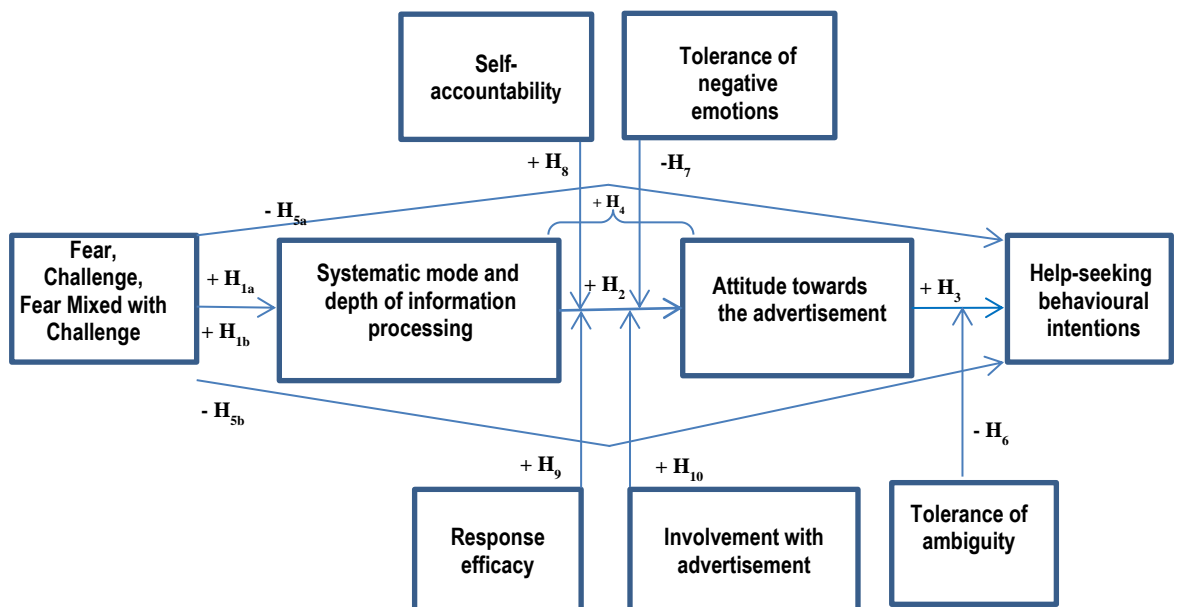 Self-
accountability
Tolerance of
negative
emotions
+ H8
-H7
- H5a
+ H4
Fear,
Challenge,
Fear Mixed with
Challenge
+ H1a
+ H1b
Systematic mode and
depth of information
processing
+ H2
Attitude towards
the advertisement
+ H3
Help-seeking
behavioural
intentions
- H5b
- H6
+ H9
+ H10
Response
efficacy
Involvement with
advertisement
Tolerance of
ambiguity